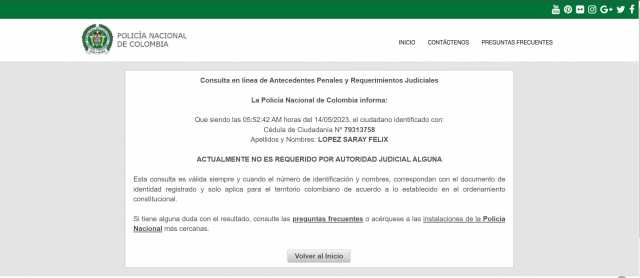 POLICÍA NACIONAL
DE COLOMBIA
INICIO CONTÁCTENOS PREGUNTAS FRECUENTES
Consulta en línea de Antecedentes Penales y Requerimientos Judiciales
La Policía Nacional de Colombia informa:
Que siendo las 05:52:42 AM horas del 14/05/2023, el ciudadano identificado con:
Cédula de Ciudadanía Nº 79313758
Apellidos y Nombres: LOPEZ SARAY FELIX
ACTUALMENTE NO ES REQUERIDO POR AUTORIDAD JUDICIAL ALGUNA
Esta consulta es válida siempre y cuando el número de identificación y nombres, correspondan con el documento de
identidad registrado y solo aplica para el territorio colombiano de acuerdo a lo establecido en el ordenamiento
constitucional.
Si tiene alguna duda con el resultado, consulte las preguntas frecuentes o acérquese a las instalaciones de la Policía
Nacional más cercanas.
Volver al Inicio